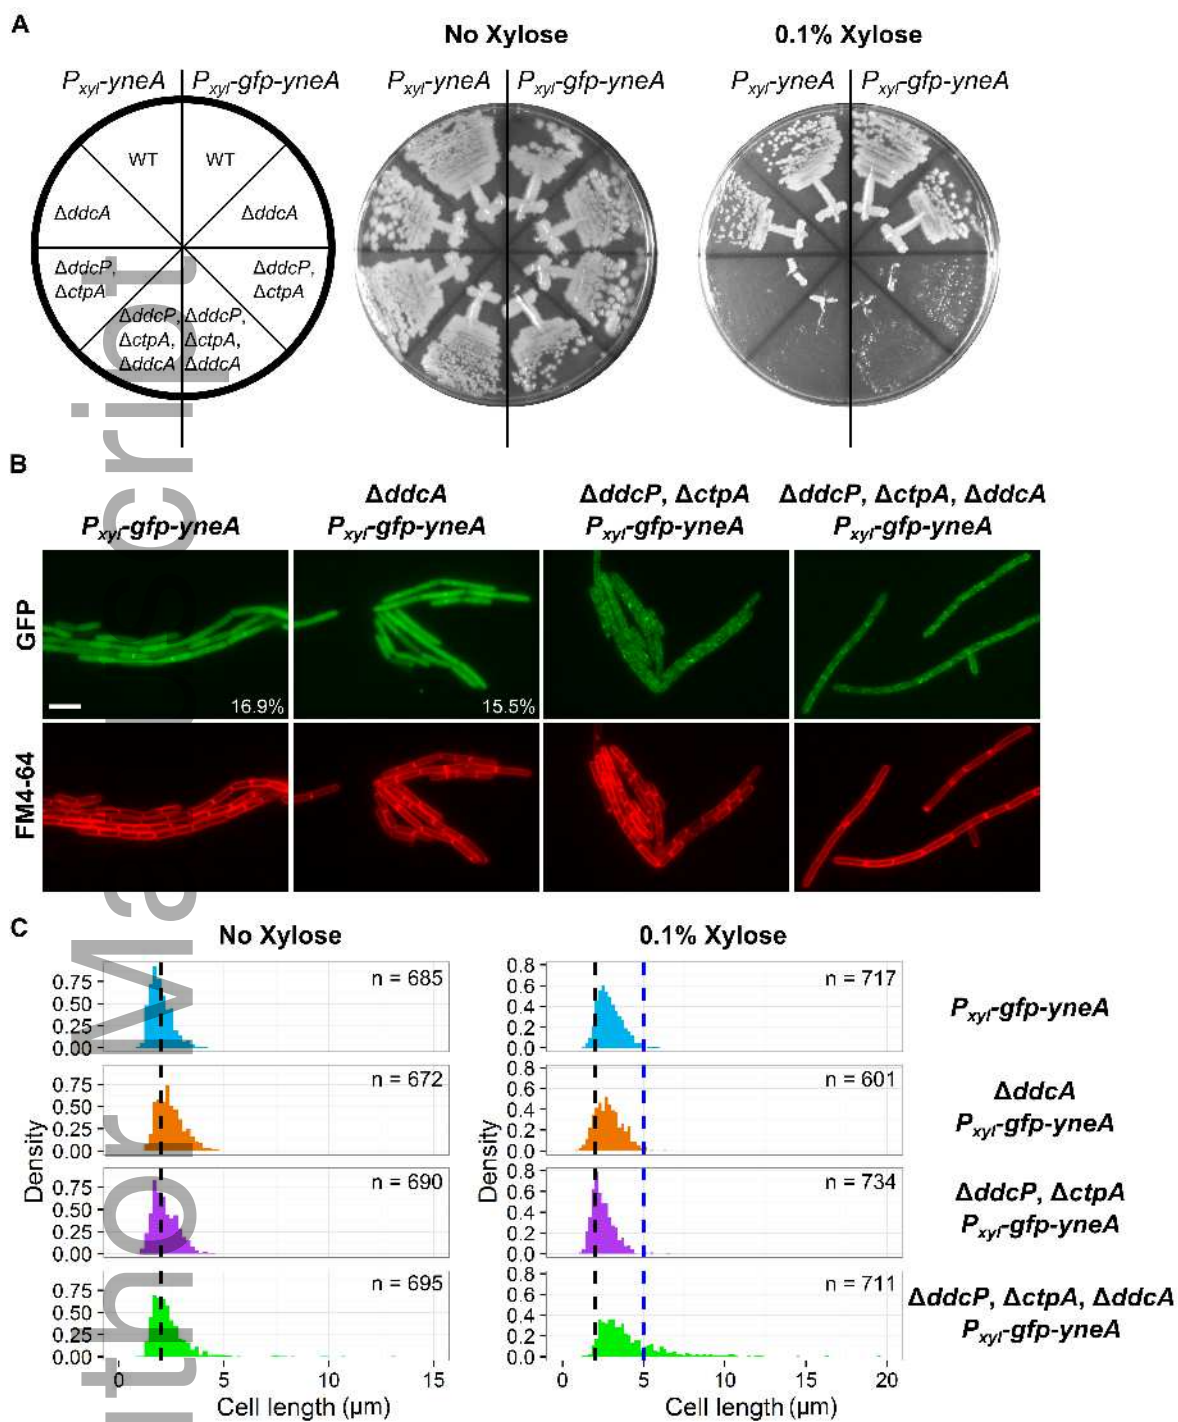 A
No Xylose
0.1% Xylose
Pxyl-yneA
Pxyl-gfp-yneA
Pxyl-yneA
Pxyl-gfp-yneA
Pxyl-yneA
Pxyl-gfp-yneA
WT
WT
ΔddcA
ΔddcA
ΔddcP,
ΔctpA
ΔddcP,
ΔctpA
ΔddcP,
ΔctpA,
ΔddcA
ΔddcP,
ΔctpA,
ΔddcA
B
Pxyl-gfp-yneA
ΔddcA
Pxyl-gfp-yneA
ΔddcP, ΔctpA
Pxyl-gfp-yneA
ΔddcP, ΔctpA, ΔddcA
Pxyl-gfp-yneA
GFP
16.9%
15.5%
FM4-64
C
No Xylose
0.1% Xylose
n = 685
0.75
0.50
0.25
0.00
n = 717
0.8
0.6
0.4
0.2
0.0
Pxyl-gfp-yneA
n = 672
0.75
0.50
0.25
0.00
n = 601
0.8
0.6
0.4
0.2
0.0
ΔddcA
Pxyl-gfp-yneA
Density
Density
n = 690
0.75
0.50
0.25
0.00
n = 734
0.8
0.6
0.4
0.2
0.0
ΔddcP, ΔctpA
Pxyl-gfp-yneA
n = 695
0.75
0.50
0.25
0.00
n = 711
0.8
0.6
0.4
0.2
0.0
ΔddcP, ΔctpA, ΔddcA
Pxyl-gfp-yneA
0 5 10 15
Cell length (µm)
0 5 10 15 20
Cell length (µm)
thor Manuscript